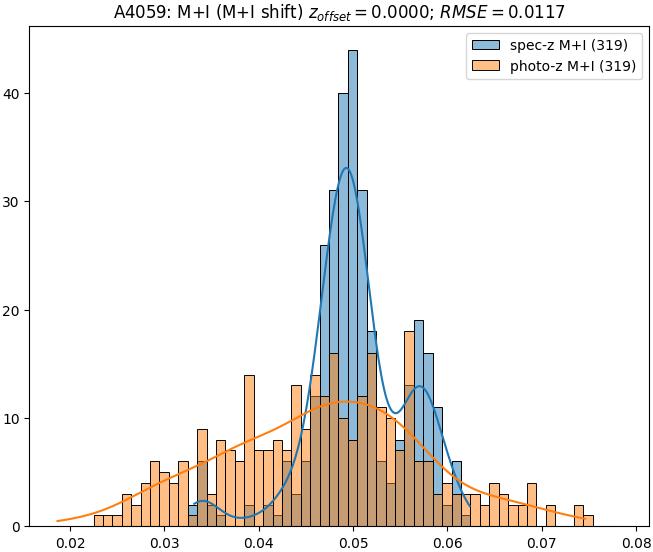 A4059: M+I (M+I shift) z_offset = 0.0000; RMSE = 0.0117
spec-z M+I (319)
photo-z M+I (319)
40
30
20
10
0
0.02 0.03 0.04 0.05 0.06 0.07 0.08